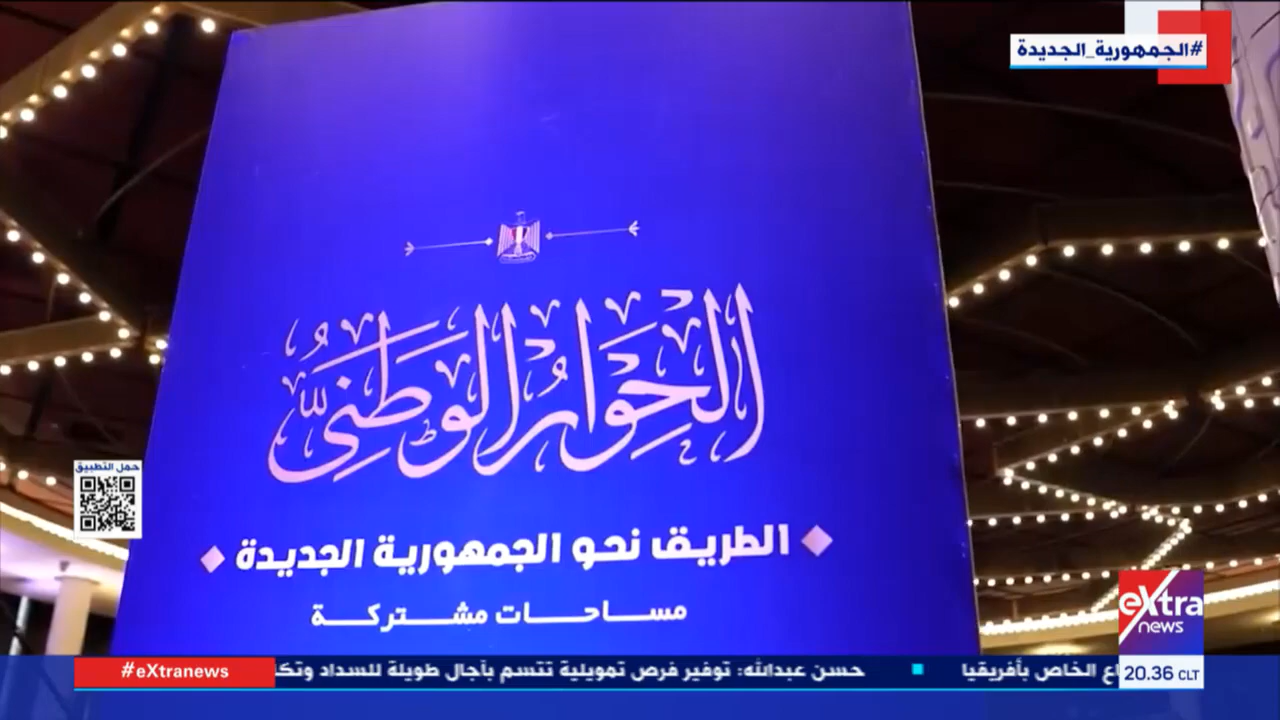 #الجمهورية_الجديدة
الحوار الوطني
الطريق نحو الجمهورية الجديدة
مساحات مشتركة
حمل التطبيق
eXtra
news
#eXtranews
الخاص بأفريقيا ■ حسن عبدالله: توفير فرص تمويلية تتسم بآجال طويلة للسداد
20.36 CLT